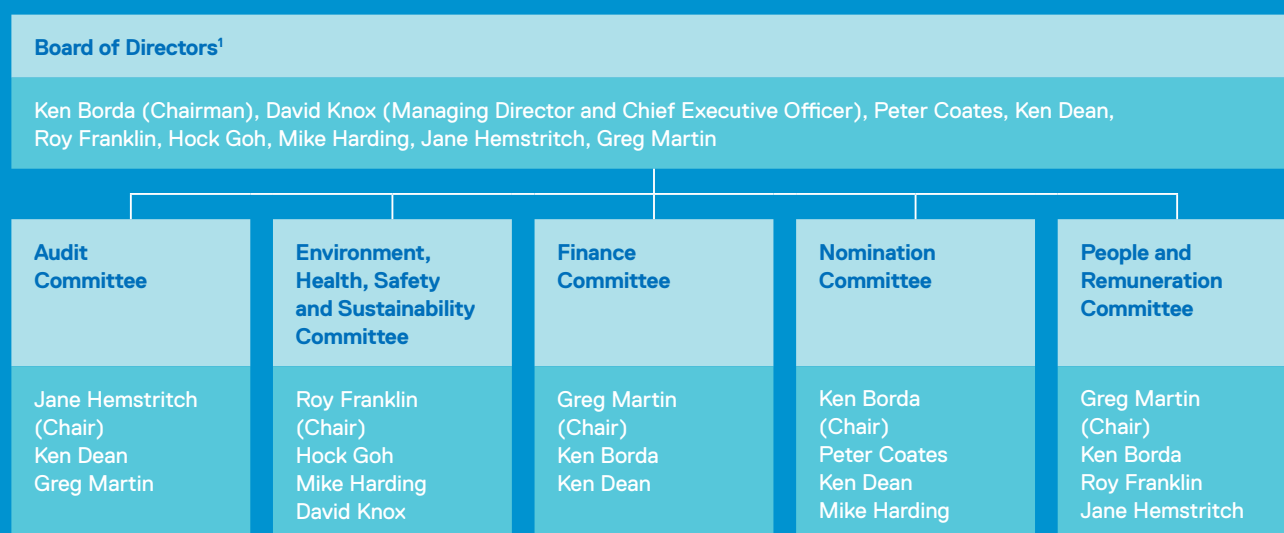 Board of Directors¹
Ken Borda (Chairman), David Knox (Managing Director and Chief Executive Officer), Peter Coates, Ken Dean,
Roy Franklin, Hock Goh, Mike Harding, Jane Hemstritch, Greg Martin
Audit
Committee
Jane Hemstritch
(Chair)
Ken Dean
Greg Martin
Environment,
Health, Safety
and Sustainability
Committee
Roy Franklin
(Chair)
Hock Goh
Mike Harding
David Knox
Finance
Committee
Greg Martin
(Chair)
Ken Borda
Ken Dean
Nomination
Committee
Ken Borda
(Chair)
Peter Coates
Ken Dean
Mike Harding
People and
Remuneration
Committee
Greg Martin
(Chair)
Ken Borda
Roy Franklin
Jane Hemstritch